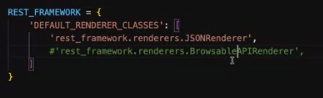 REST_FRAMEWORK = {
    'DEFAULT_RENDERER_CLASSES': [
        'rest_framework.renderers.JSONRenderer',
        #'rest_framework.renderers.BrowsableAPIRenderer',
    ]
}